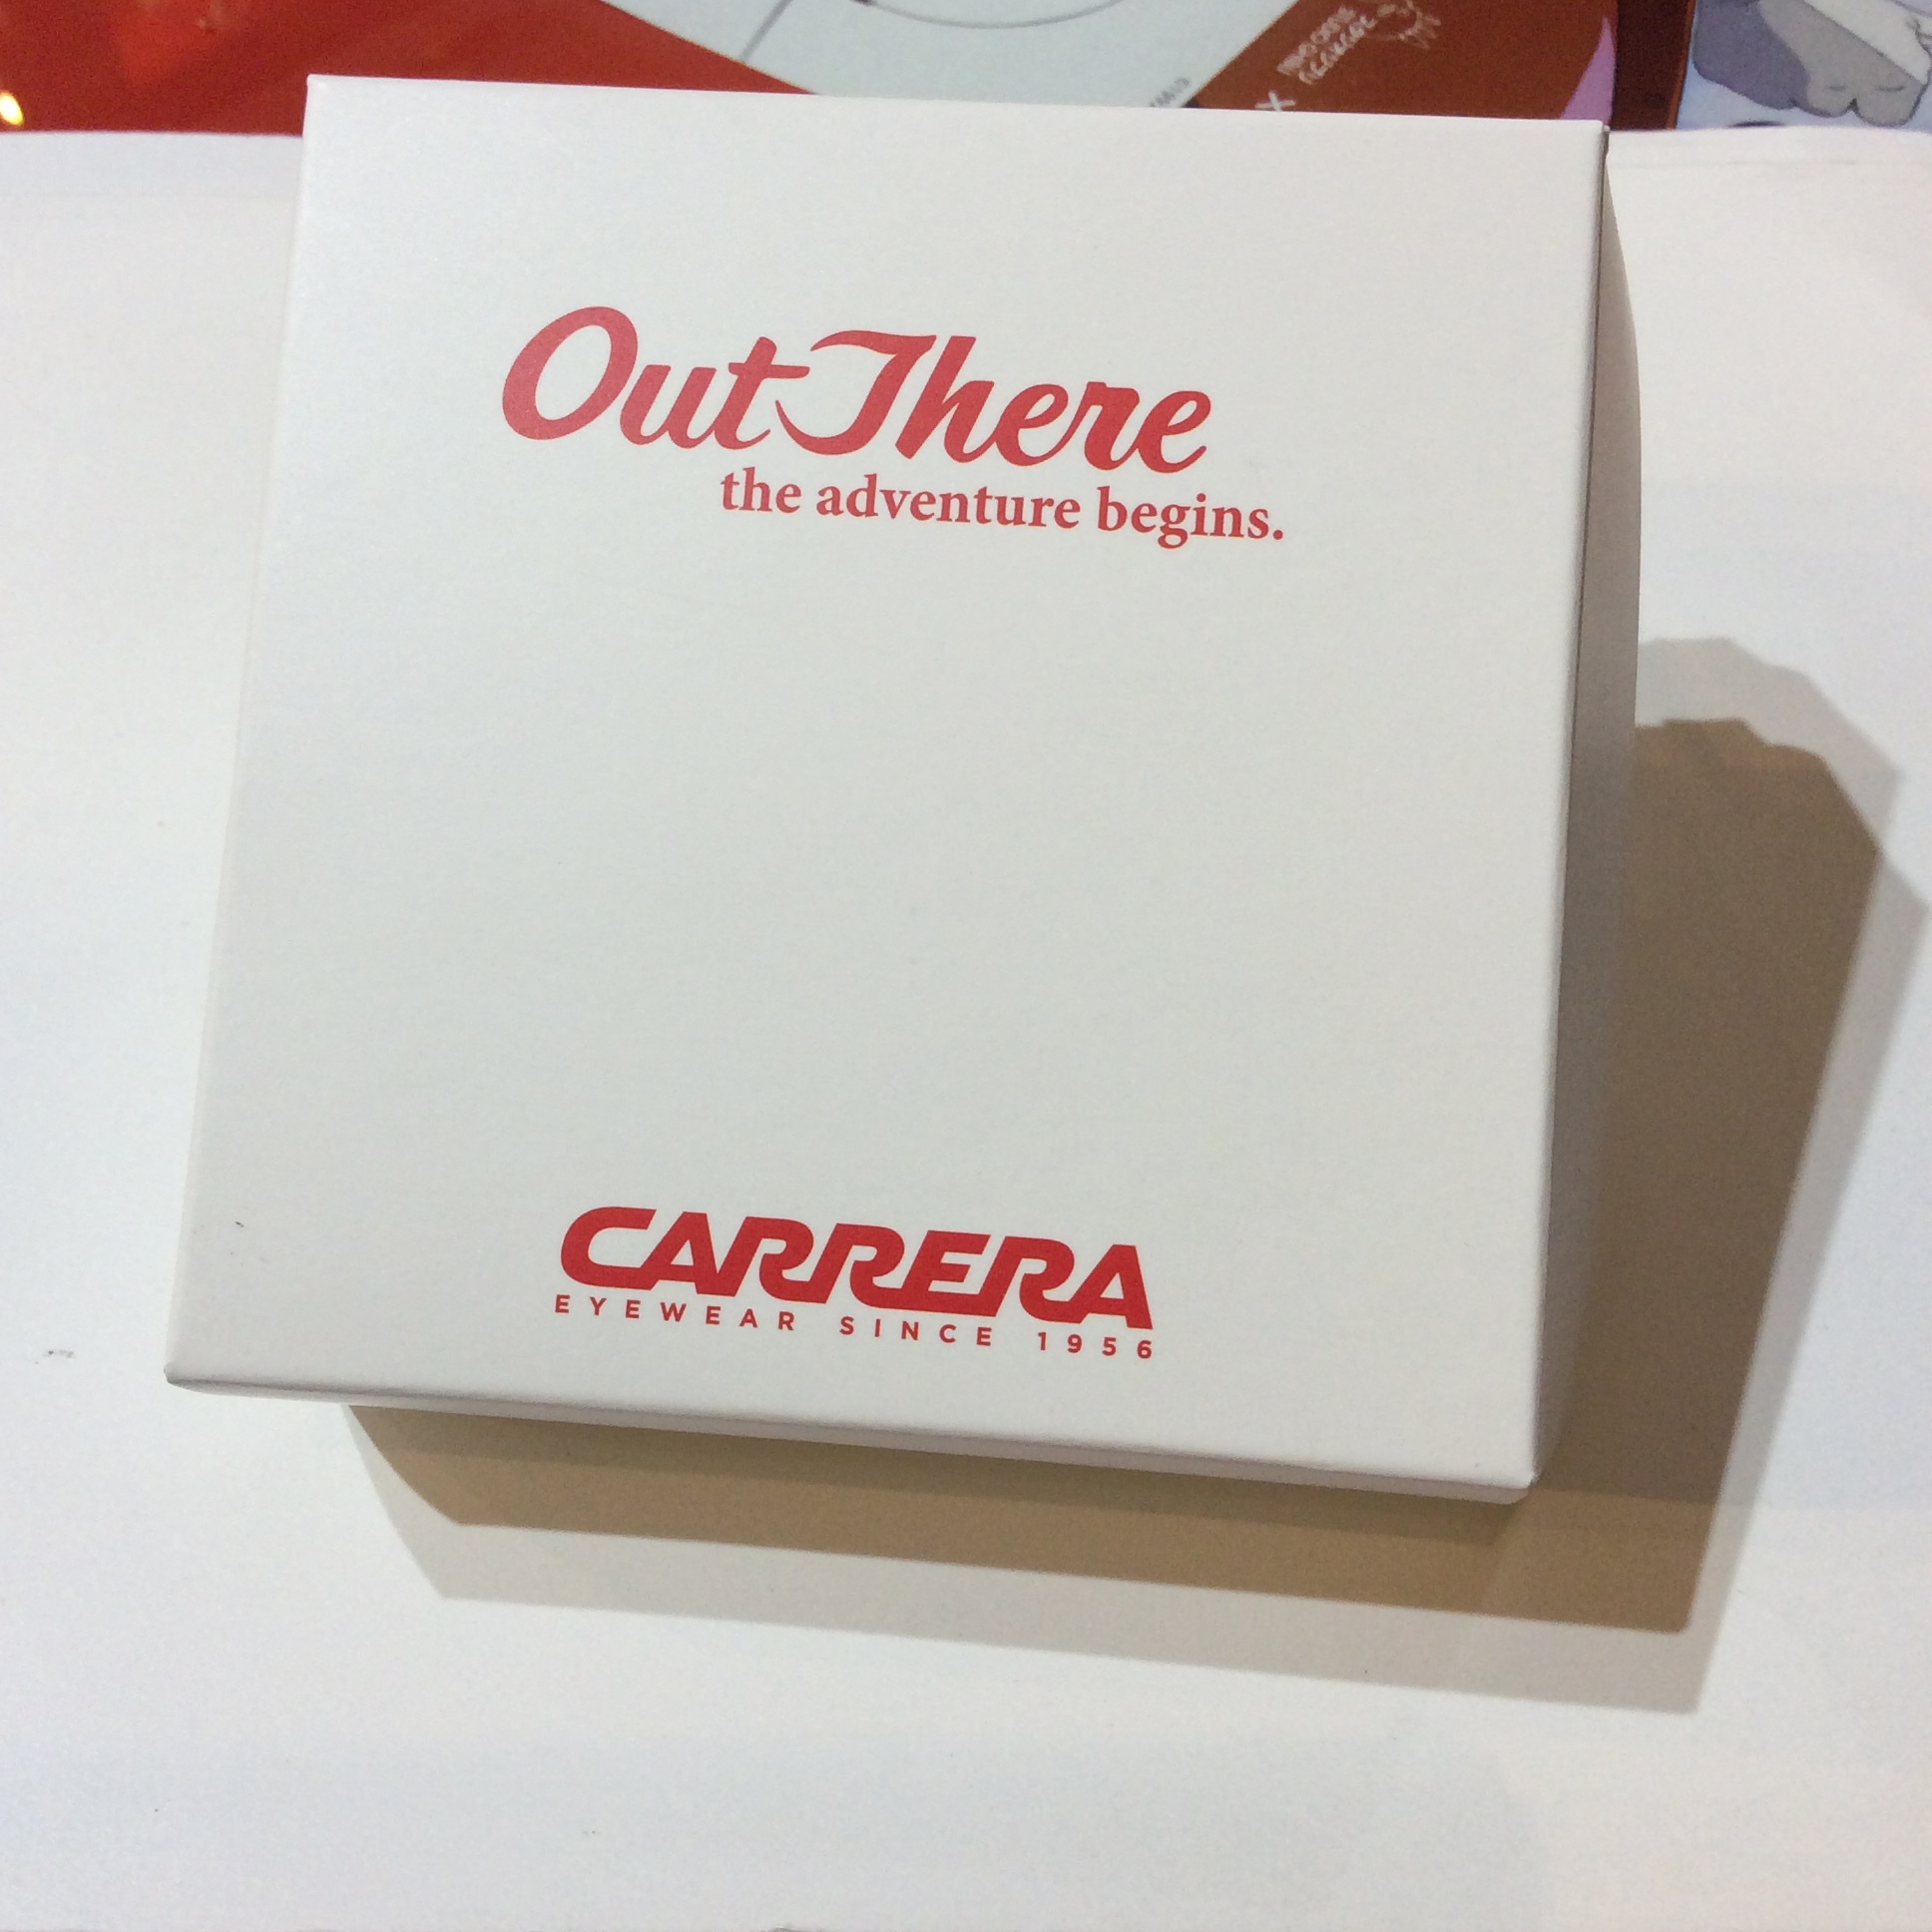 OutThere
the adventure begins.
CARRERA
EYEWEAR SINCE 1956